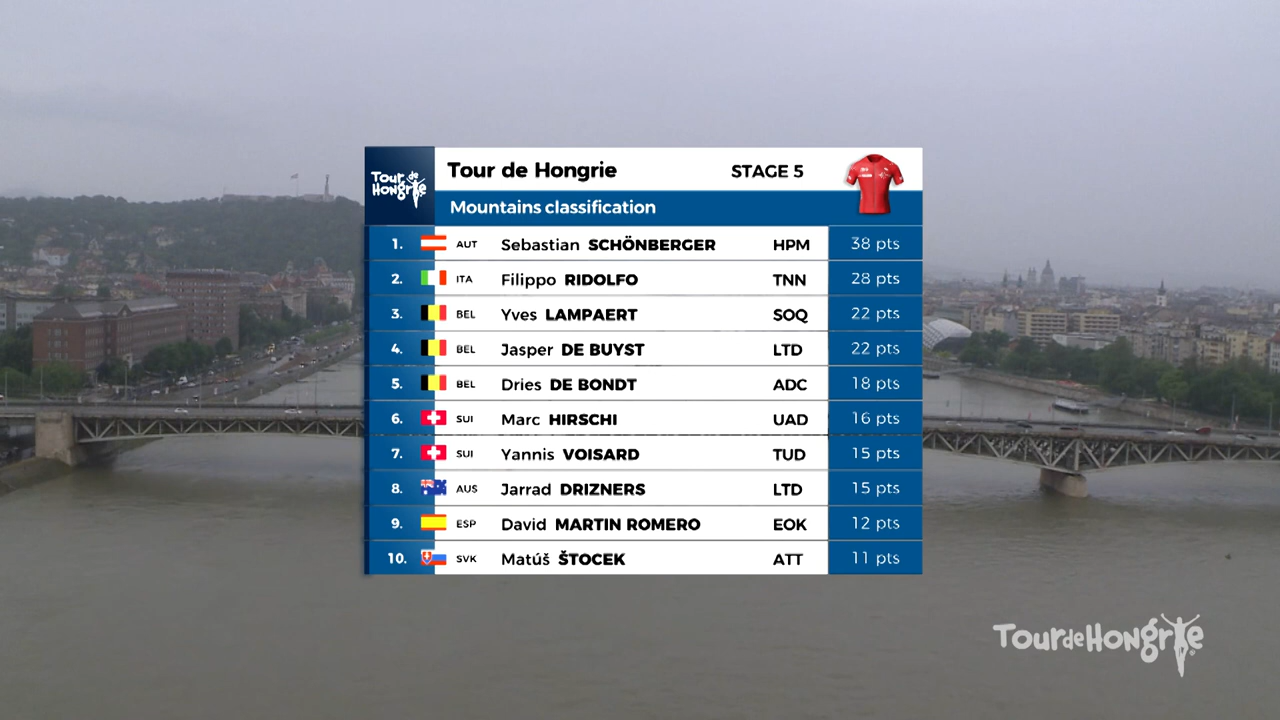 Tour de Hongrie
Tour de Hongrie STAGE 5
Mountains classification
1. AUT Sebastian SCHÖNBERGER HPM 38 pts
2. ITA Filippo RIDOLFO TNN 28 pts
3. BEL Yves LAMPAERT SOQ 22 pts
4. BEL Jasper DE BUYST LTD 22 pts
5. BEL Dries DE BONDT ADC 18 pts
6. SUI Marc HIRSCHI UAD 16 pts
7. SUI Yannis VOISARD TUD 15 pts
8. AUS Jarrad DRIZNERS LTD 15 pts
9. ESP David MARTIN ROMERO EOK 12 pts
10. SVK Matúš ŠTOCEK ATT 11 pts
Tour de Hongrie